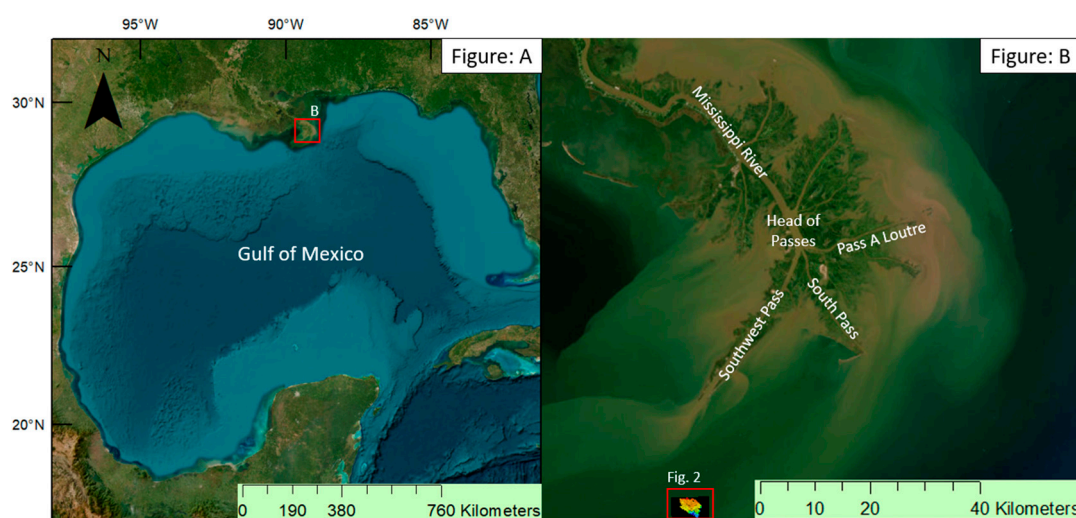 95°W
90°W
85°W
Figure: A
N
30°N
B
25°N
Gulf of Mexico
20°N
0 190 380 760 Kilometers
Figure: B
Mississippi River
Head of
Passes
Pass A Loutre
South Pass
Southwest Pass
Fig. 2
0 10 20 40 Kilometers